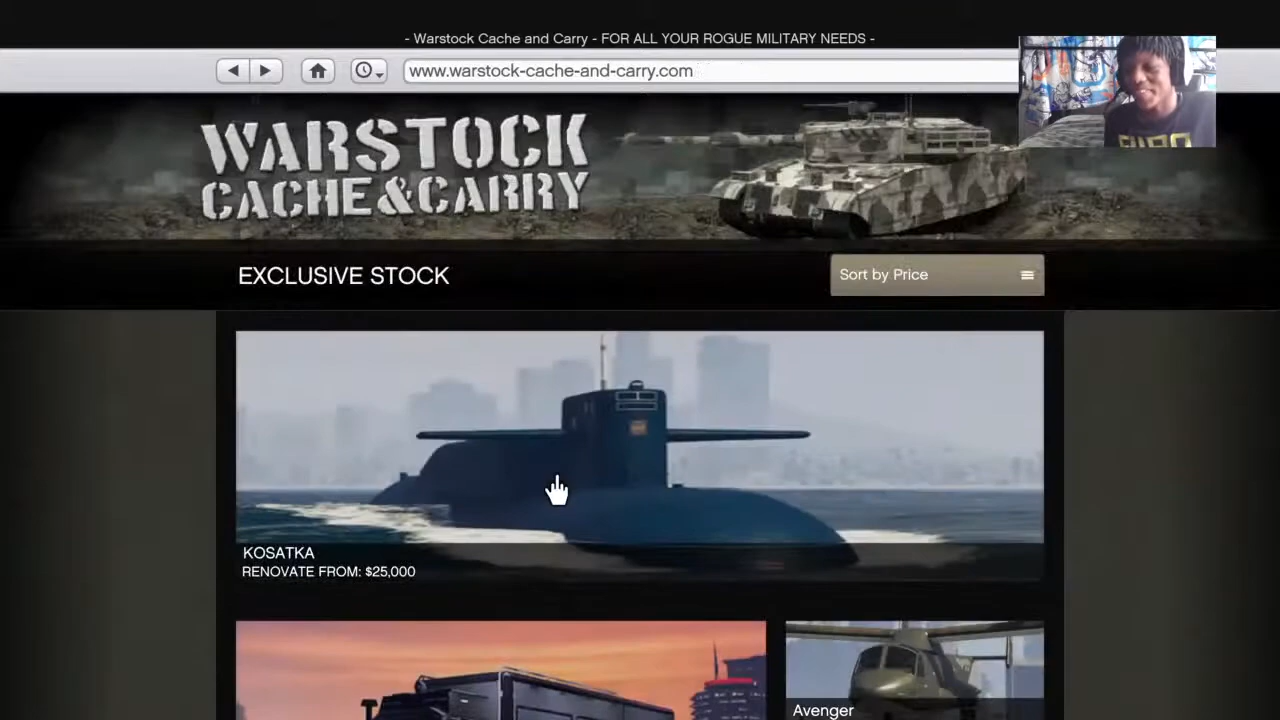 - Warstock Cache and Carry - FOR ALL YOUR ROGUE MILITARY NEEDS -
www.warstock-cache-and-carry.com
WARSTOCK
CACHE&CARRY
EXCLUSIVE STOCK
Sort by Price
KOSATKA
RENOVATE FROM: $25,000
Avenger